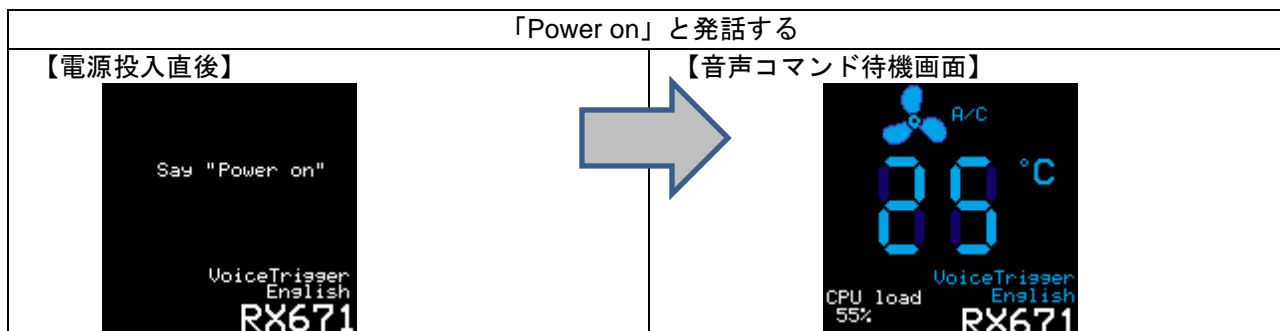 「Power on」と発話する
【電源投入直後】
Say "Power on"
VoiceTrigger
English
RX671
【音声コマンド待機画面】
A/C
25 °C
VoiceTrigger
CPU load
English
55%
RX671